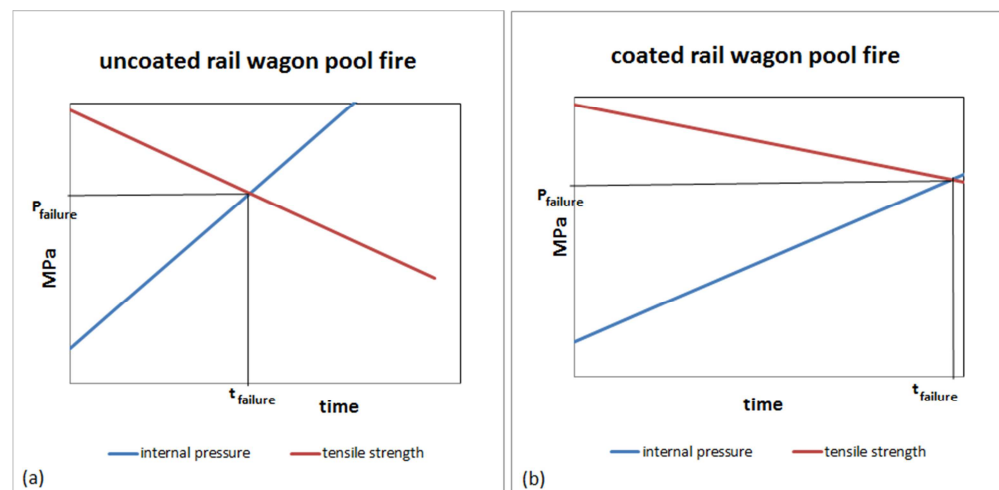 uncoated rail wagon pool fire
P failure
MPa
t failure
time
internal pressure
tensile strength
(a)
coated rail wagon pool fire
P failure
MPa
t failure
time
internal pressure
tensile strength
(b)